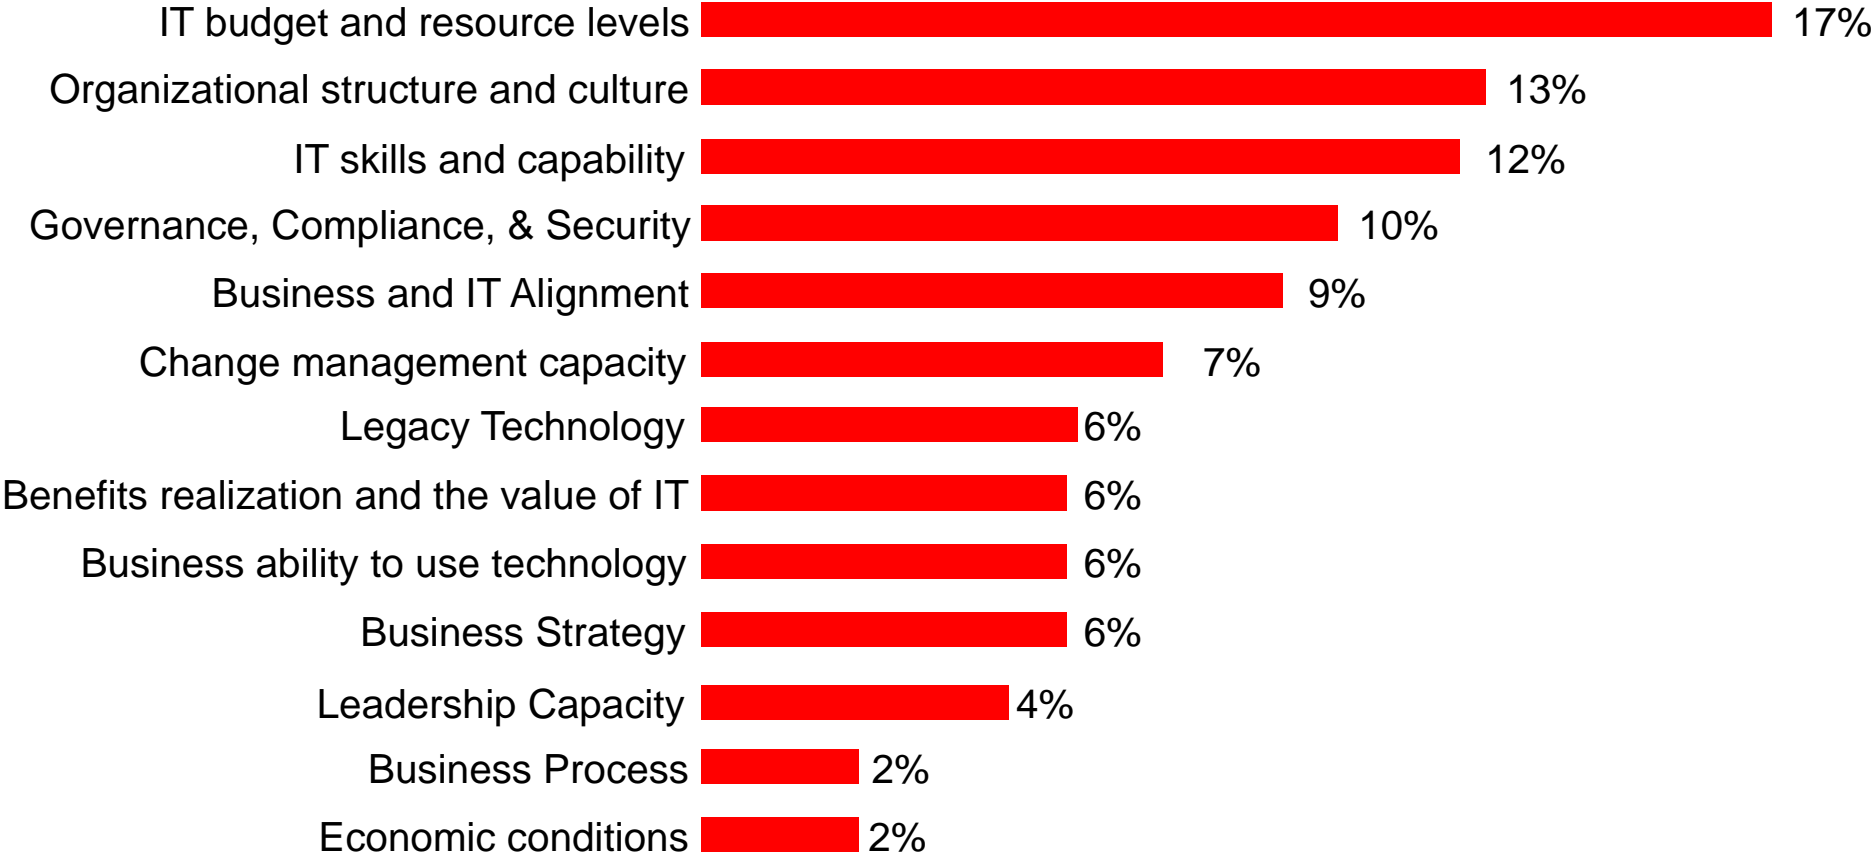 IT budget and resource levels 17%
Organizational structure and culture 13%
IT skills and capability 12%
Governance, Compliance, & Security 10%
Business and IT Alignment 9%
Change management capacity 7%
Legacy Technology 6%
Benefits realization and the value of IT 6%
Business ability to use technology 6%
Business Strategy 6%
Leadership Capacity 4%
Business Process 2%
Economic conditions 2%